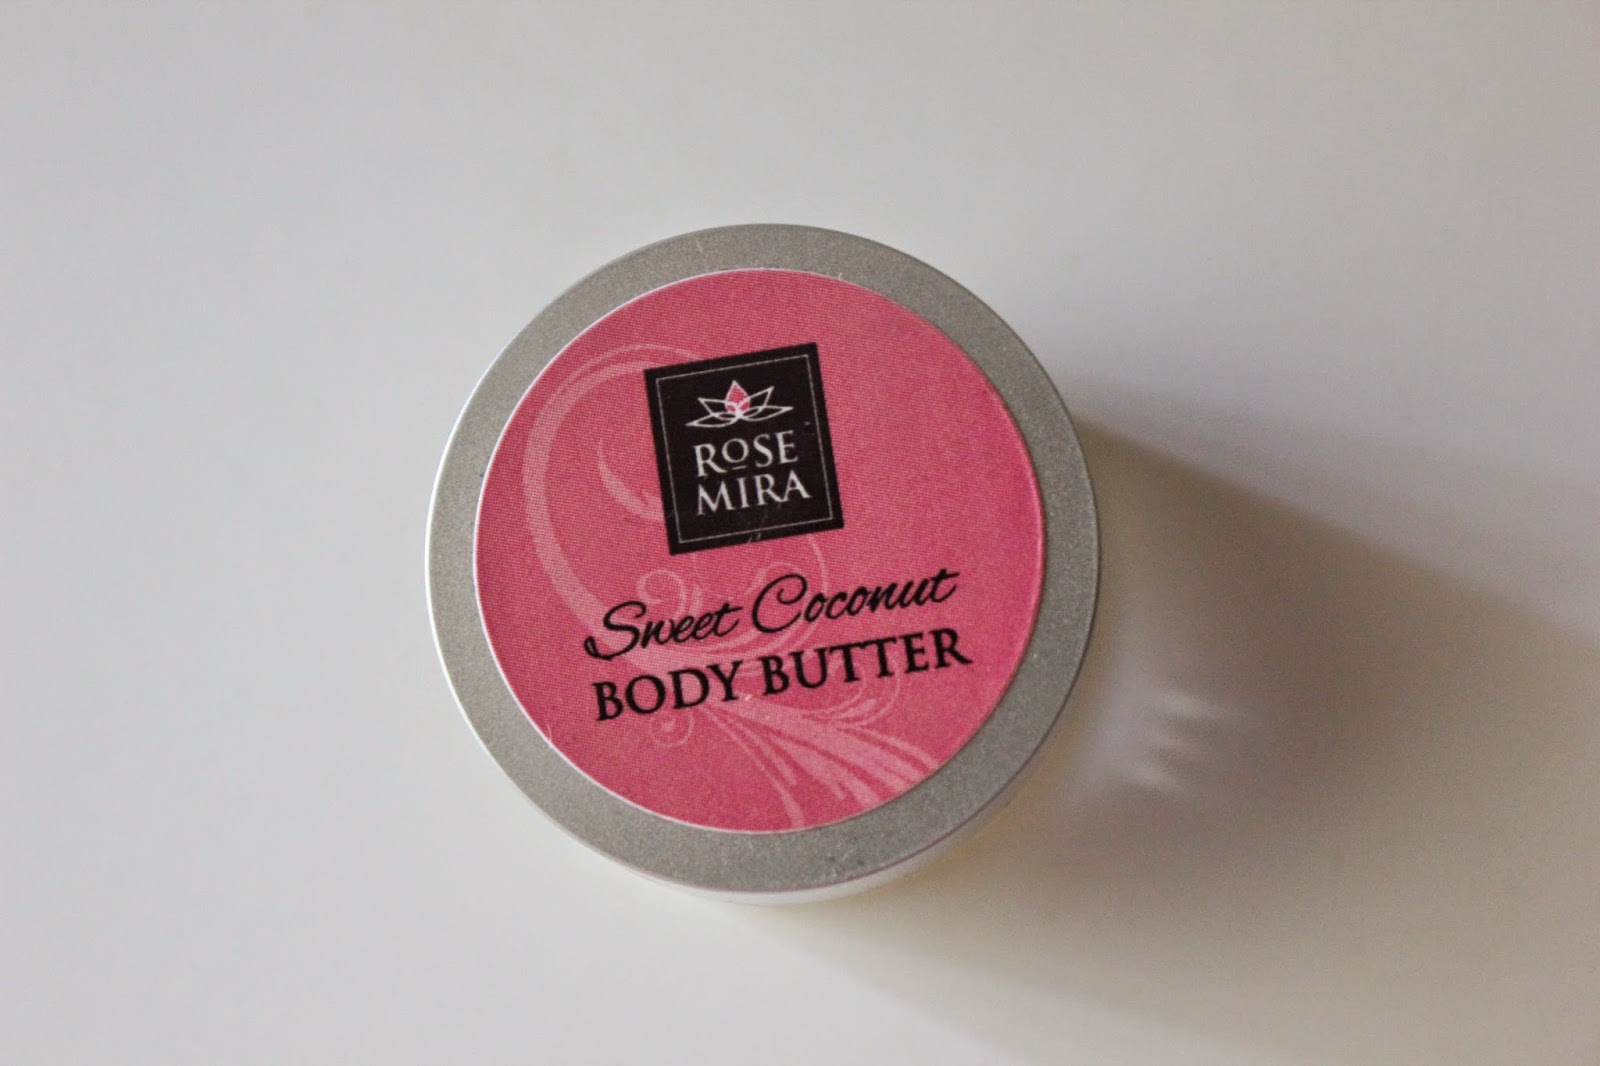 ROSE
MIRA
Sweet Coconut
BODY BUTTER